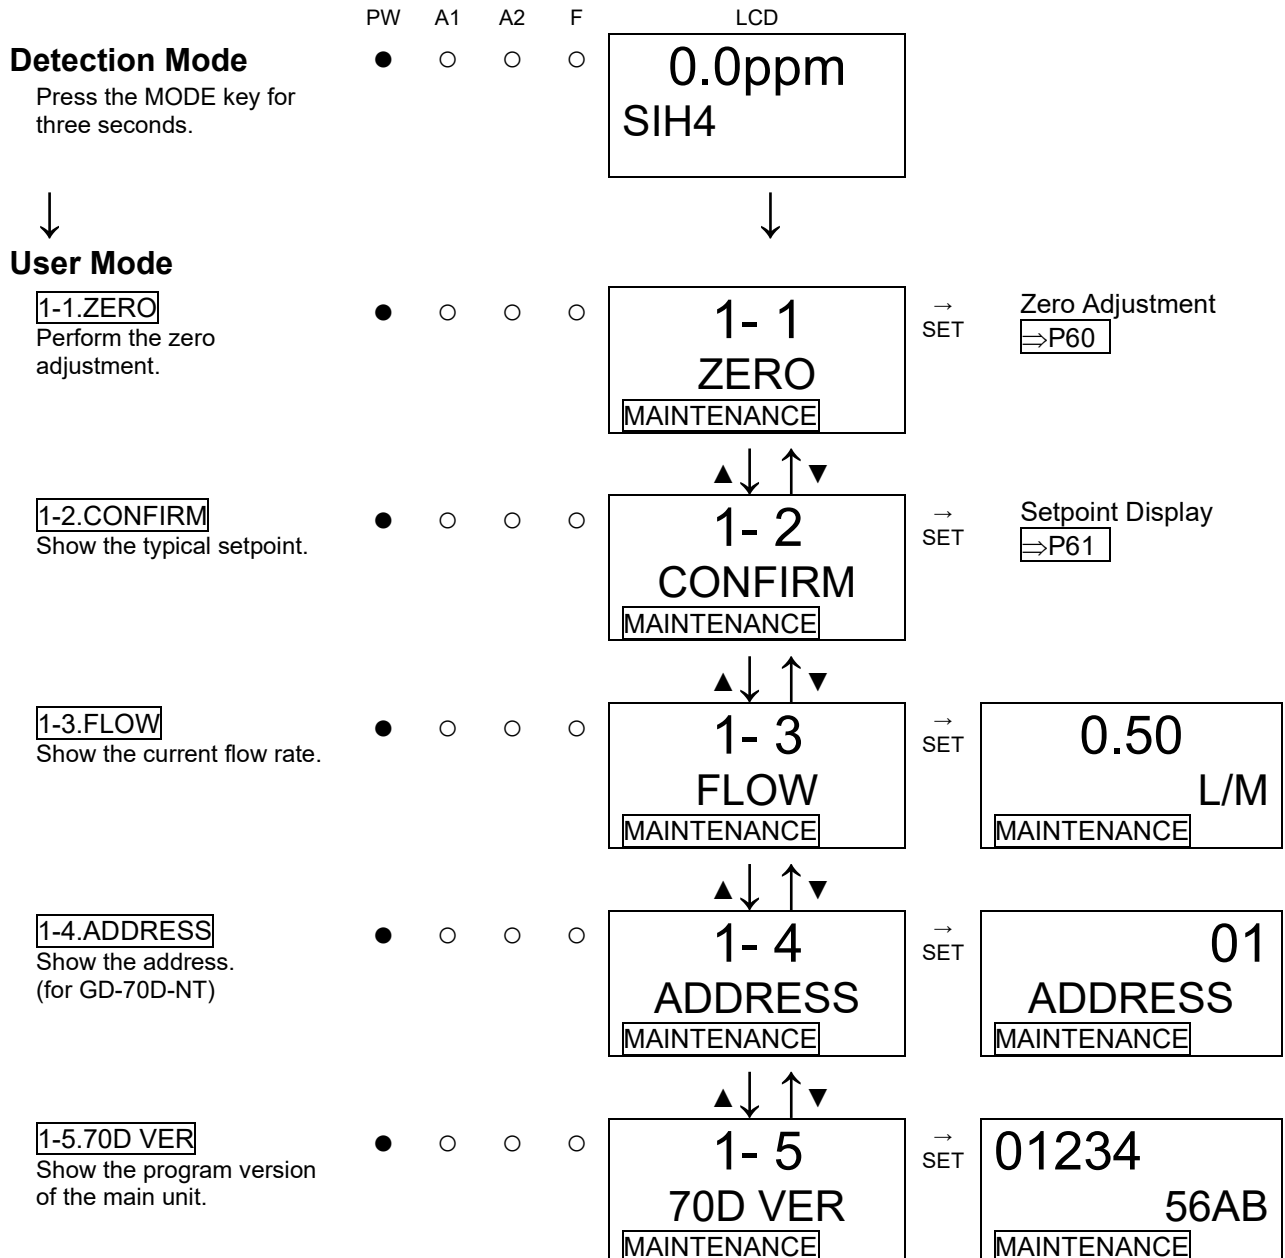 PW A1 A2 F LCD
Detection Mode ● ○ ○ ○ 0.0ppm
Press the MODE key for
three seconds.
SIH4
↓ ↓
User Mode
1-1.ZERO ● ○ ○ ○ 1- 1 → Zero Adjustment
Perform the zero SET ⇒P60
adjustment. ZERO
MAINTENANCE
▲↓ ↑▼
1-2.CONFIRM ● ○ ○ ○ 1- 2 → Setpoint Display
Show the typical setpoint. SET ⇒P61
CONFIRM
MAINTENANCE
▲↓ ↑▼
1-3.FLOW ● ○ ○ ○ 1- 3 → 0.50
Show the current flow rate. SET
FLOW L/M
MAINTENANCE MAINTENANCE
▲↓ ↑▼
1-4.ADDRESS ● ○ ○ ○ 1- 4 → 01
Show the address. SET
(for GD-70D-NT) ADDRESS ADDRESS
MAINTENANCE MAINTENANCE
▲↓ ↑▼
1-5.70D VER ● ○ ○ ○ 1- 5 → 01234
Show the program version SET
of the main unit. 70D VER 56AB
MAINTENANCE MAINTENANCE